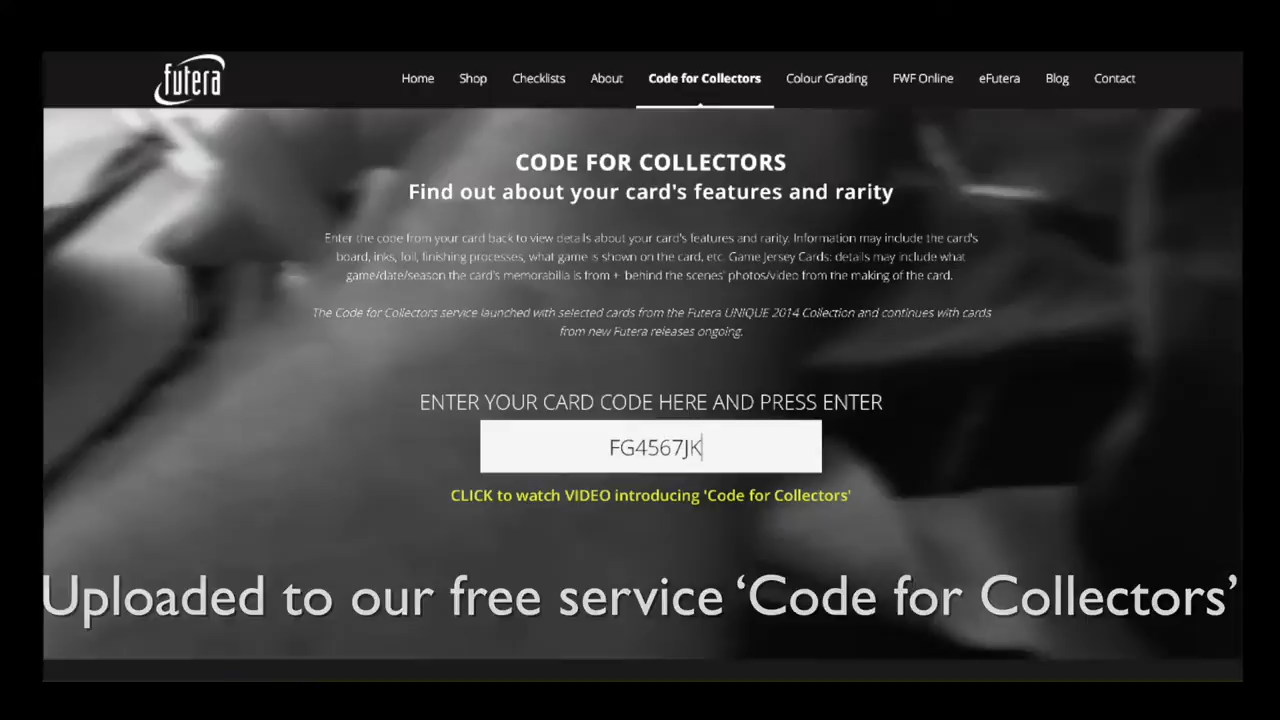 futera
Home Shop Checklists About Code for Collectors Colour Grading FWF Online eFutera Blog Contact
CODE FOR COLLECTORS
Find out about your card's features and rarity
Enter the code from your card back to view details about your card's features and rarity. Information may include the card's
board, inks, foil, finishing processes, what game is shown on the card, etc. Game Jersey Cards: details may include what
game/date/season the card's memorabilia is from + 'behind the scenes' photos/video from the making of the card.
The Code for Collectors service launched with selected cards from the Futera UNIQUE 2014 Collection and continues with cards
from new Futera releases ongoing.
ENTER YOUR CARD CODE HERE AND PRESS ENTER
FG4567JK
CLICK to watch VIDEO introducing 'Code for Collectors'
Uploaded to our free service ‘Code for Collectors’